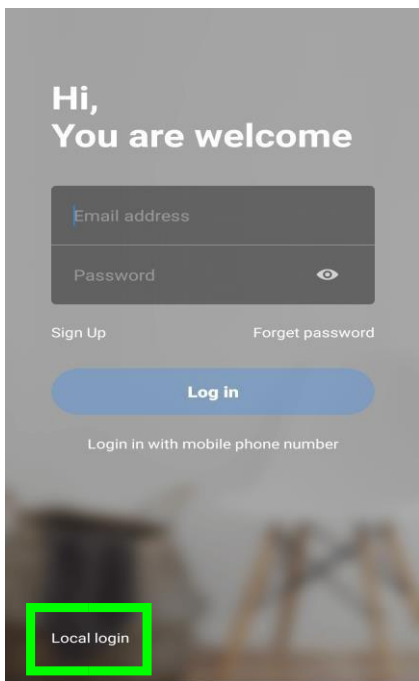 Hi,
You are welcome
Email address
Password
Sign Up Forget password
Log in
Login in with mobile phone number
Local login